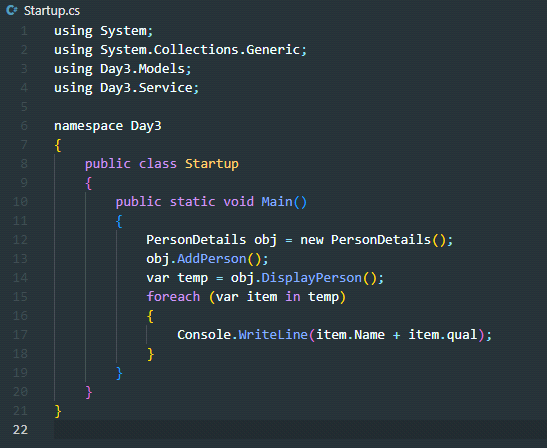 C# Startup.cs
1 using System;
2 using System.Collections.Generic;
3 using Day3.Models;
4 using Day3.Service;
5
6 namespace Day3
7 {
8     public class Startup
9     {
10         public static void Main()
11         {
12             PersonDetails obj = new PersonDetails();
13             obj.AddPerson();
14             var temp = obj.DisplayPerson();
15             foreach (var item in temp)
16             {
17                 Console.WriteLine(item.Name + item.qual);
18             }
19         }
20     }
21 }
22